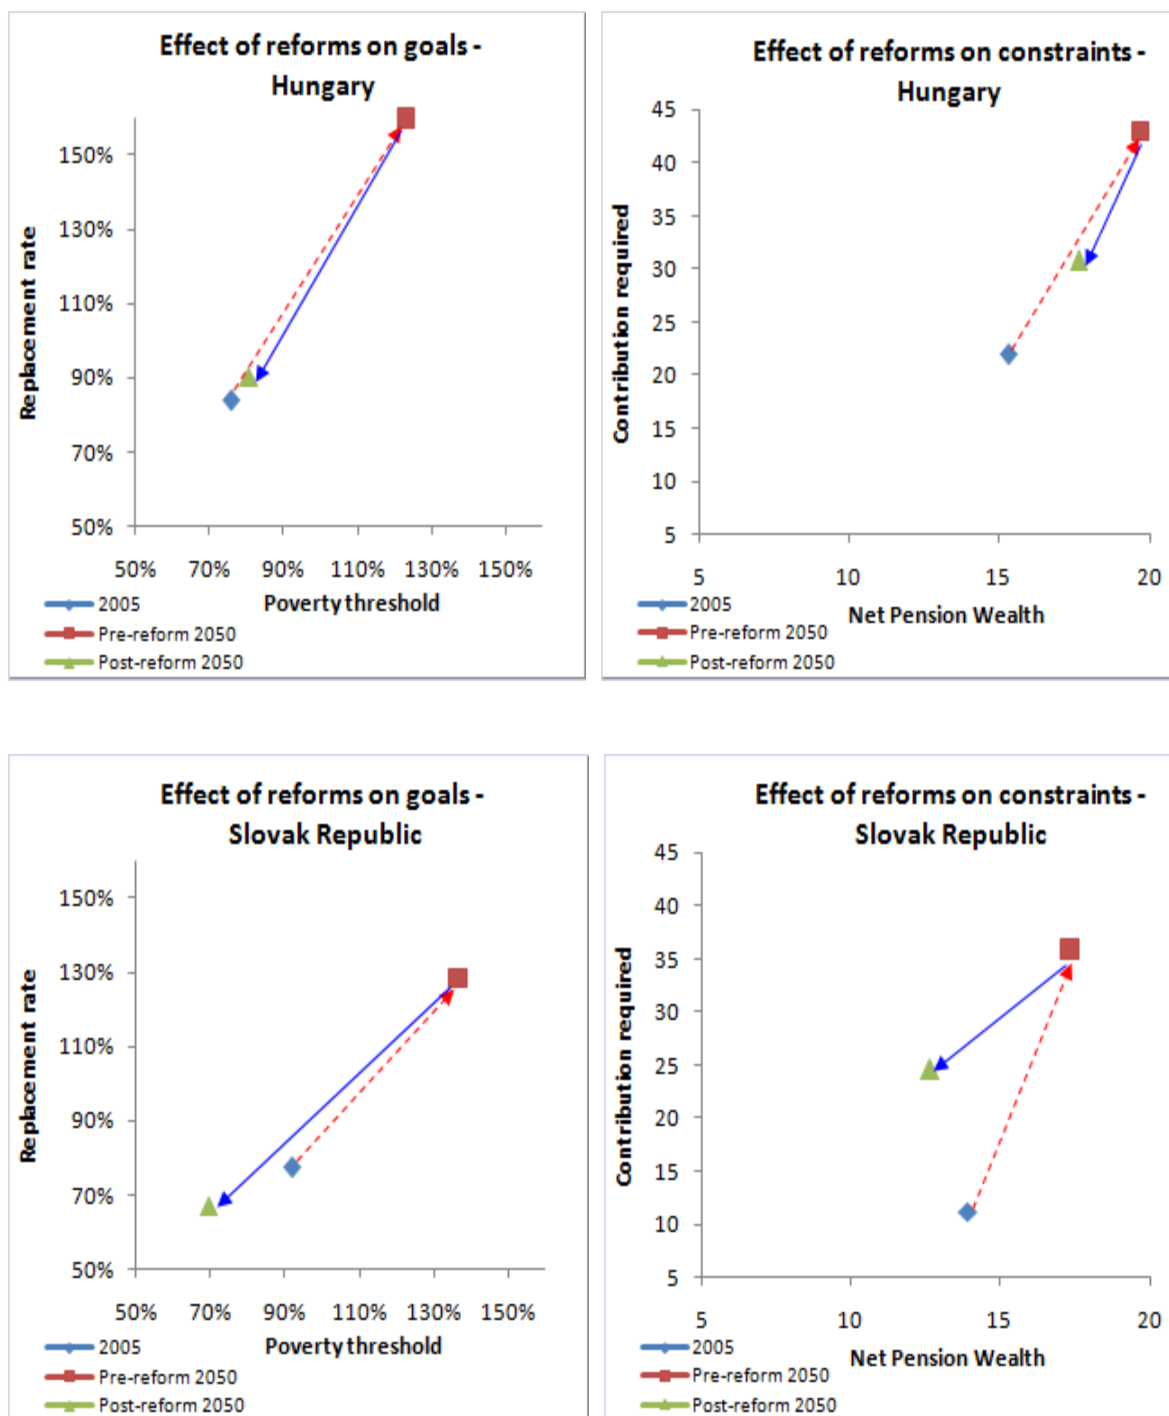 Effect of reforms on goals -
Hungary
150%
130%
110%
90%
70%
50%
50% 70% 90% 110% 130% 150%
Replacement rate
Poverty threshold
2005
Pre-reform 2050
Post-reform 2050
Effect of reforms on constraints -
Hungary
45
40
35
30
25
20
15
10
5
5 10 15 20
Contribution required
Net Pension Wealth
2005
Pre-reform 2050
Post-reform 2050
Effect of reforms on goals -
Slovak Republic
150%
130%
110%
90%
70%
50%
50% 70% 90% 110% 130% 150%
Replacement rate
Poverty threshold
2005
Pre-reform 2050
Post-reform 2050
Effect of reforms on constraints -
Slovak Republic
45
40
35
30
25
20
15
10
5
5 10 15 20
Contribution required
Net Pension Wealth
2005
Pre-reform 2050
Post-reform 2050